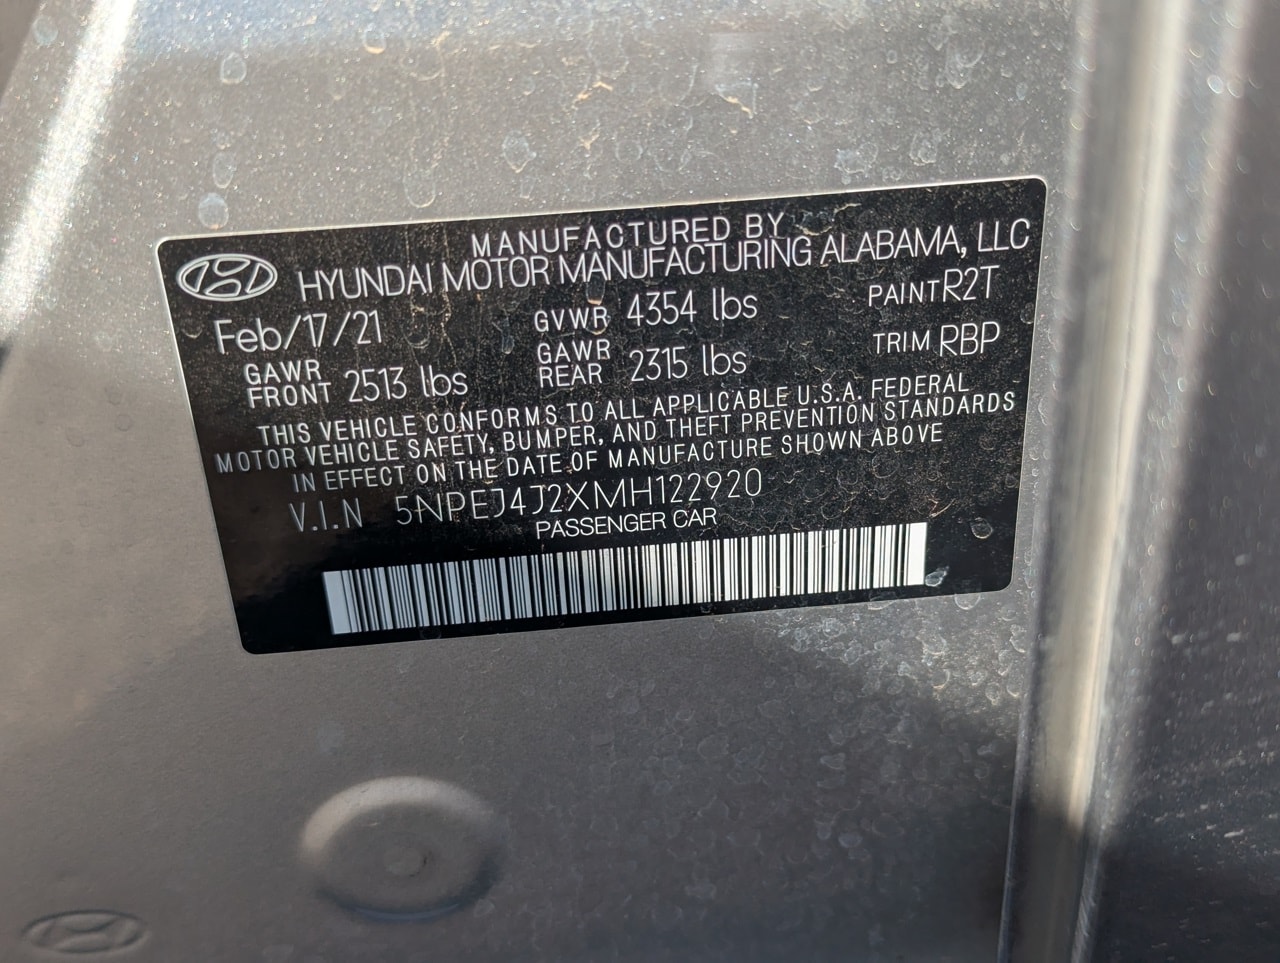 MANUFACTURED BY
HYUNDAI MOTOR MANUFACTURING ALABAMA, LLC
Feb/17/21 GVWR 4354 lbs PAINT R2T
GAWR FRONT 2513 lbs GAWR REAR 2315 lbs TRIM RBP
THIS VEHICLE CONFORMS TO ALL APPLICABLE U.S.A. FEDERAL
MOTOR VEHICLE SAFETY, BUMPER, AND THEFT PREVENTION STANDARDS
IN EFFECT ON THE DATE OF MANUFACTURE SHOWN ABOVE
V.I.N 5NPEJ4J2XMH122920
PASSENGER CAR